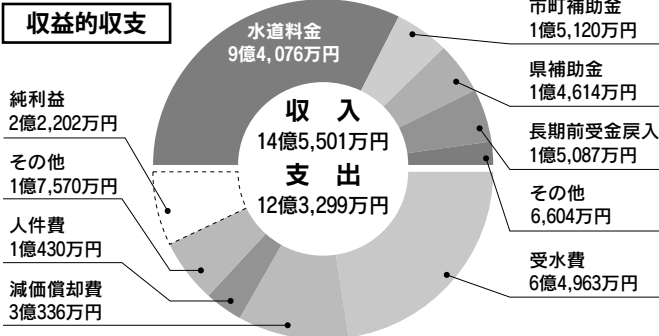 収益的収支
水道料金
9億4,076万円
市町補助金
1億5,120万円
県補助金
1億4,614万円
長期前受金戻入
1億5,087万円
その他
6,604万円
受水費
6億4,963万円
収 入
14億5,501万円
支 出
12億3,299万円
純利益
2億2,202万円
その他
1億7,570万円
人件費
1億430万円
減価償却費
3億336万円